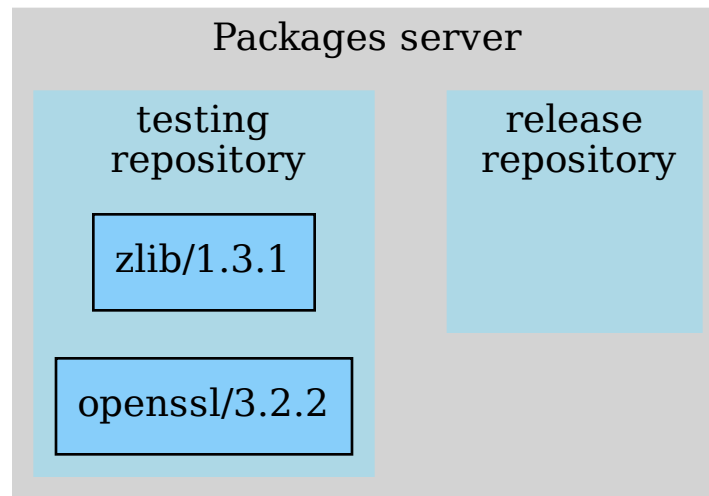 Packages server
testing
repository
zlib/1.3.1
openssl/3.2.2
release
repository